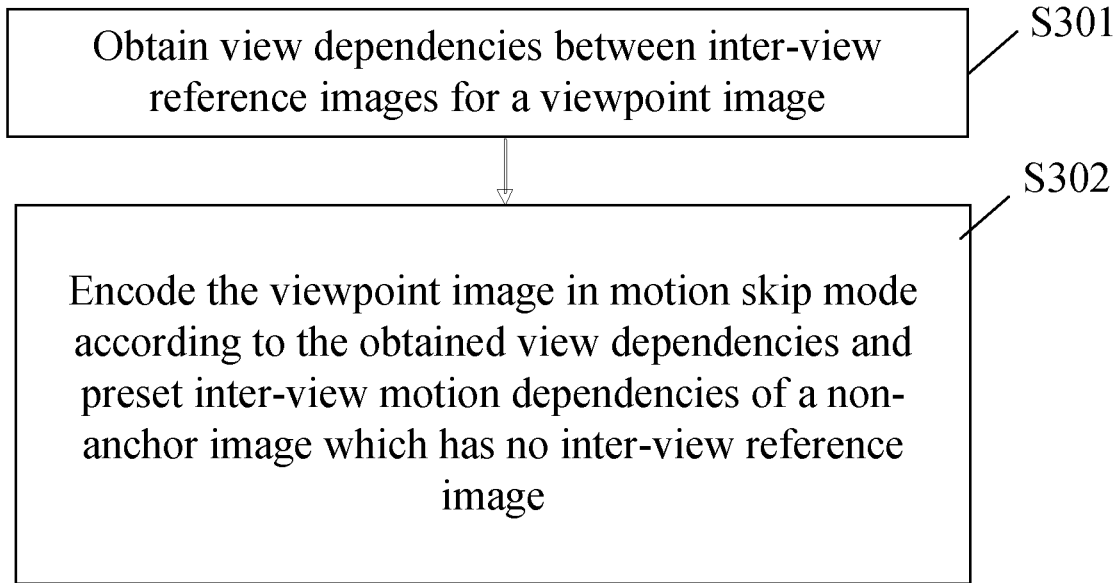 Obtain view dependencies between inter-view
reference images for a viewpoint image
S301
S302
Encode the viewpoint image in motion skip mode
according to the obtained view dependencies and
preset inter-view motion dependencies of a non-
anchor image which has no inter-view reference
image